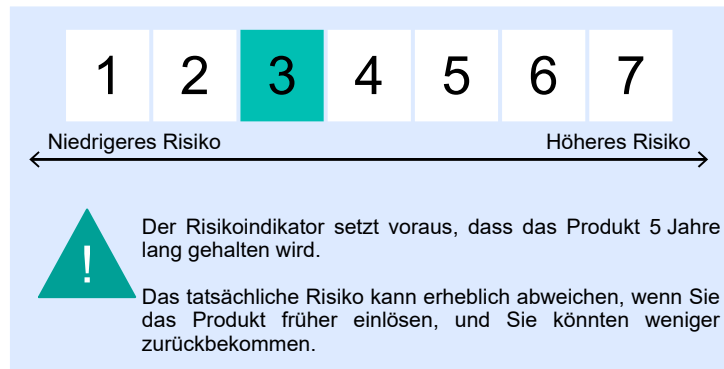 1 2 3 4 5 6 7
Niedrigeres Risiko Höheres Risiko
!
Der Risikoindikator setzt voraus, dass das Produkt 5 Jahre
lang gehalten wird.
Das tatsächliche Risiko kann erheblich abweichen, wenn Sie
das Produkt früher einlösen, und Sie könnten weniger
zurückbekommen.